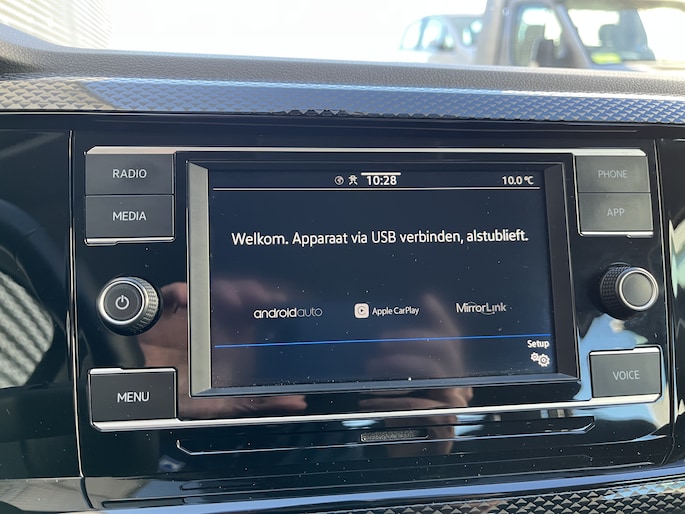 RADIO
MEDIA
MENU
10:28
10.0 °C
Welkom. Apparaat via USB verbinden, alstublieft.
androidauto
Apple CarPlay
MirrorLink
Setup
PHONE
APP
VOICE